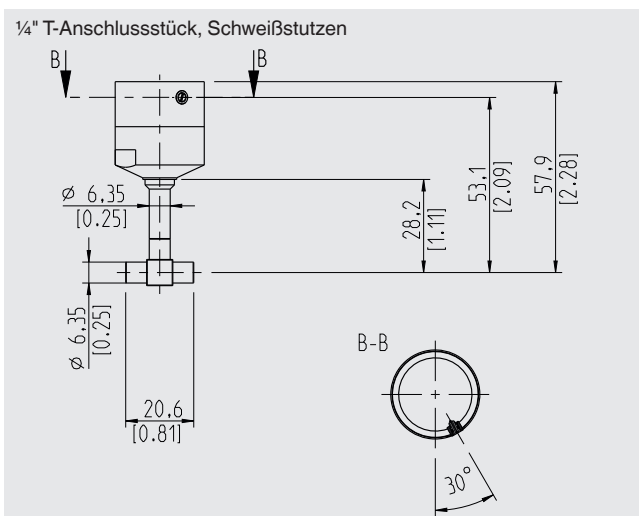 ¼" T-Anschlussstück, Schweißstutzen
B
B
ø 6,35
[0.25]
28,2
[1.11]
53,1
[2.09]
57,9
[2.28]
ø 6,35
[0.25]
20,6
[0.81]
B-B
30°